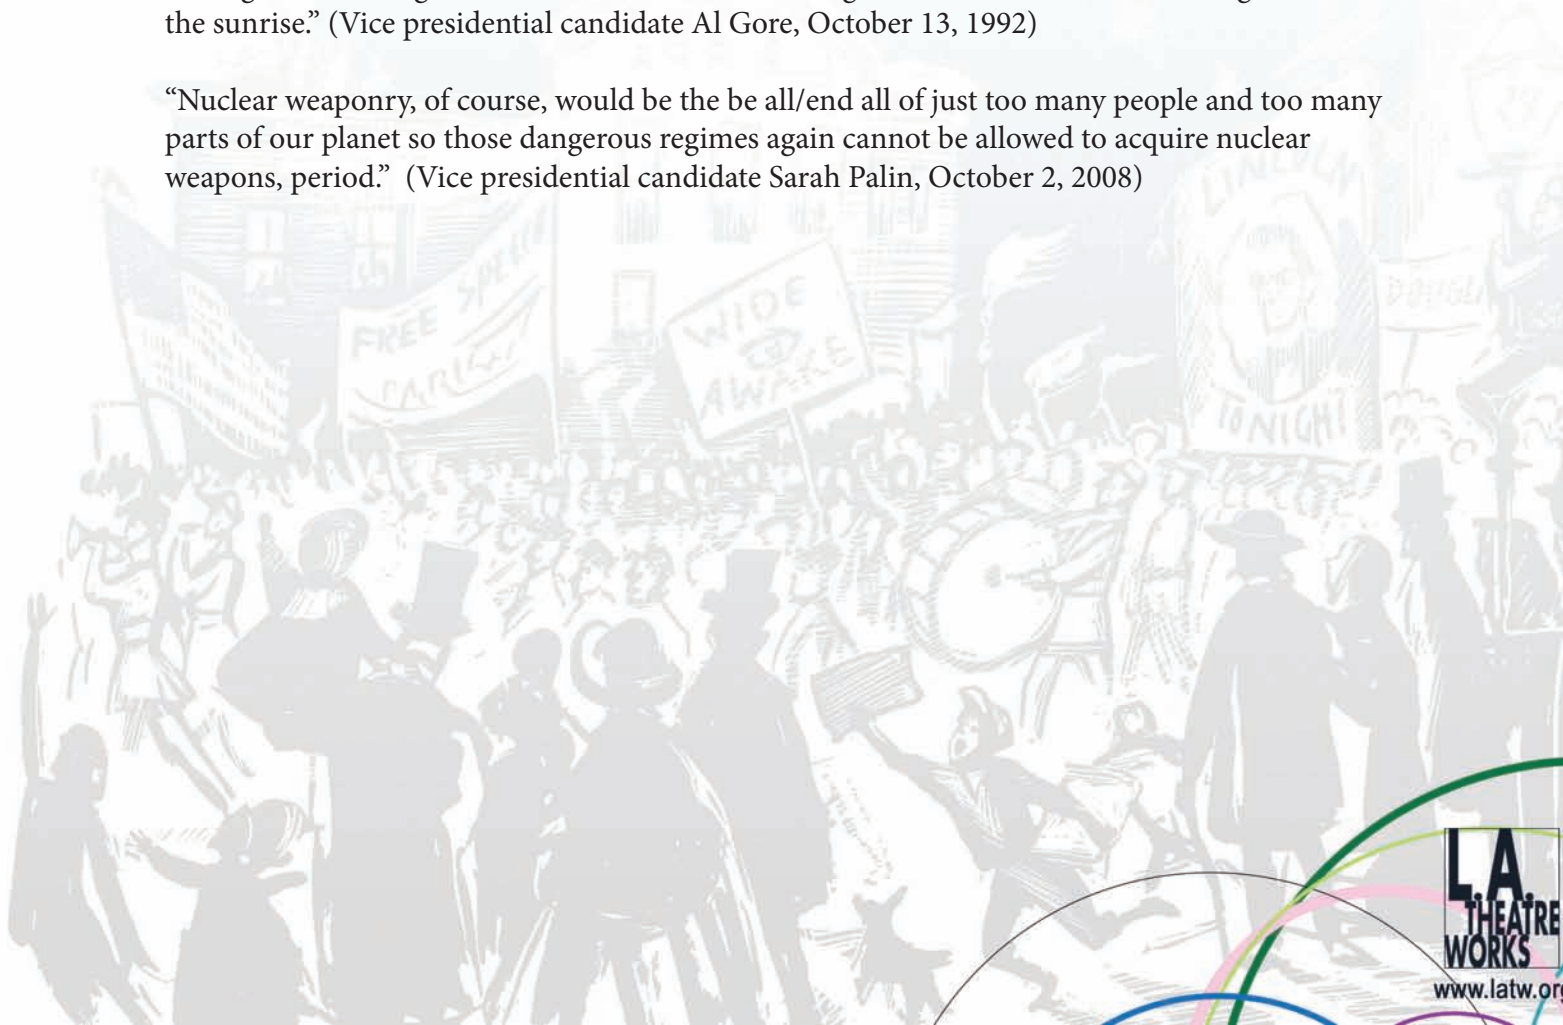 the sunrise.” (Vice presidential candidate Al Gore, October 13, 1992)
“Nuclear weaponry, of course, would be the be all/end all of just too many people and too many
parts of our planet so those dangerous regimes again cannot be allowed to acquire nuclear
weapons, period.”  (Vice presidential candidate Sarah Palin, October 2, 2008)
LINCOLN
FREE SPEECH
WIDE
AWAKE
TONIGHT
L.A.
THEATRE
WORKS
www.latw.org